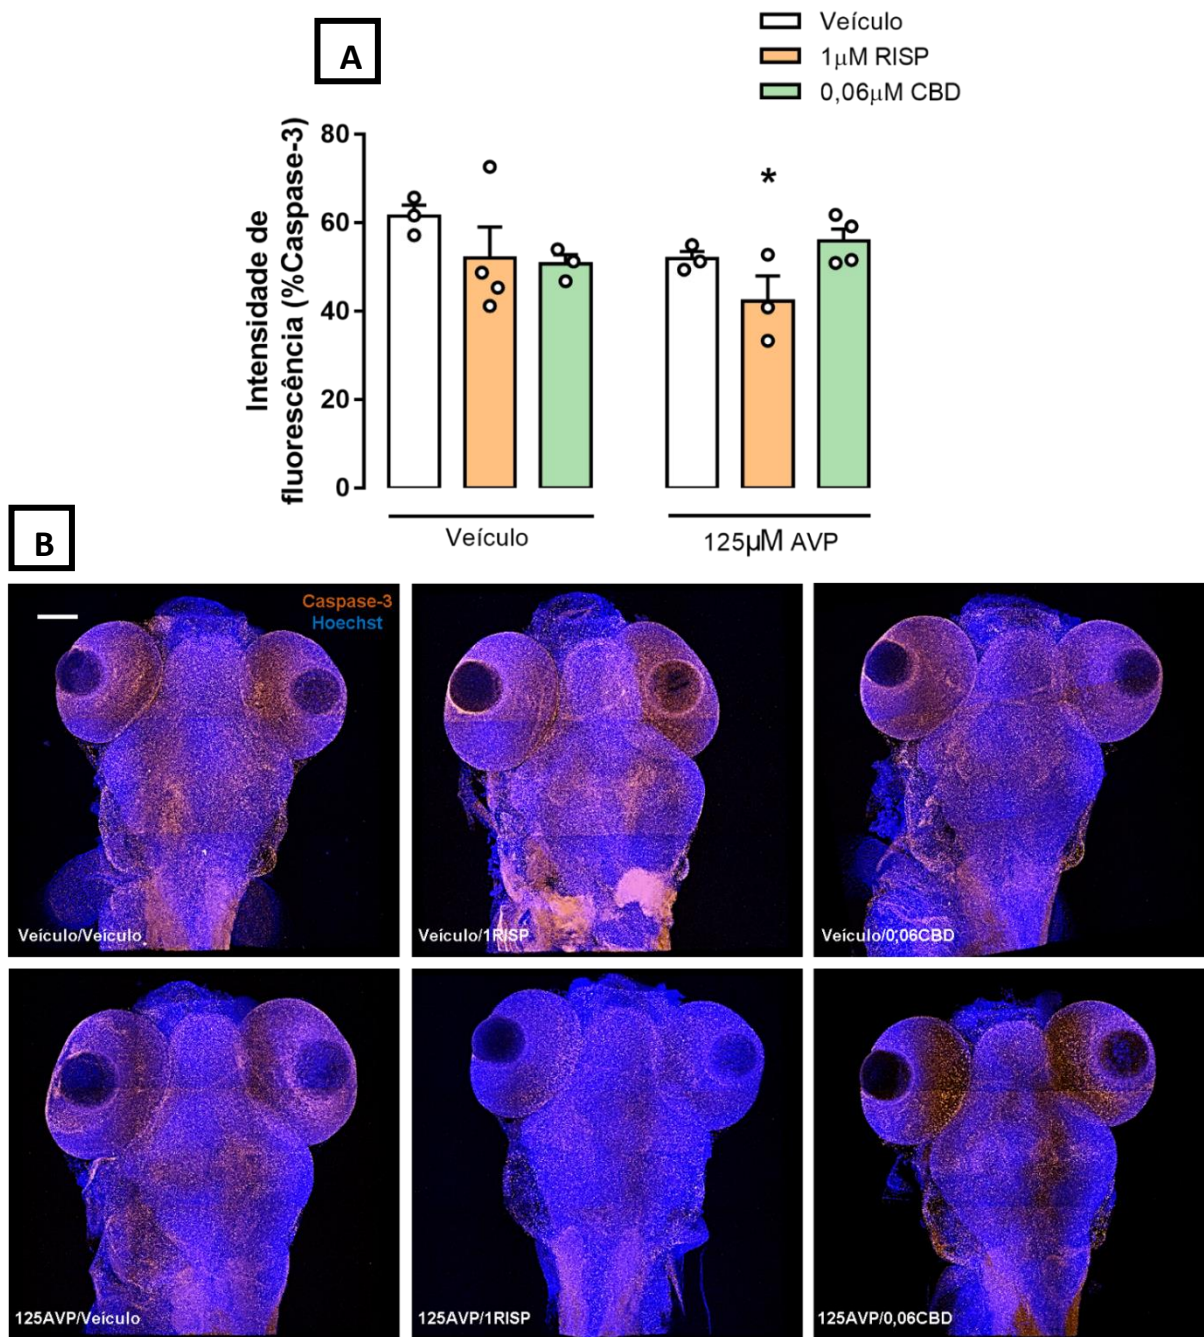 A
Veículo
1µM RISP
0,06µM CBD
Intensidade de
fluorescência (%Caspase-3)
80
60
40
20
0
*
Veículo
125µM AVP
B
Caspase-3
Hoechst
Veículo/Veículo
Veículo/1RISP
Veículo/0,06CBD
125AVP/Veículo
125AVP/1RISP
125AVP/0,06CBD